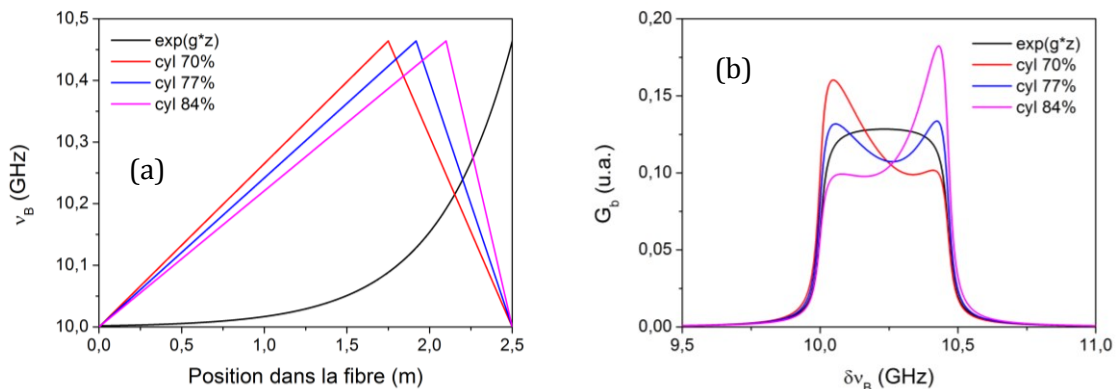 10,5
10,4
10,3
10,2
10,1
10,0
0,0
0,5
1,0
1,5
2,0
2,5
ν_B (GHz)
Position dans la fibre (m)
exp(g*z)
cyl 70%
cyl 77%
cyl 84%
(a)
0,20
0,15
0,10
0,05
0,00
9,5
10,0
10,5
11,0
G_b (u.a.)
δν_B (GHz)
(b)
exp(g*z)
cyl 70%
cyl 77%
cyl 84%